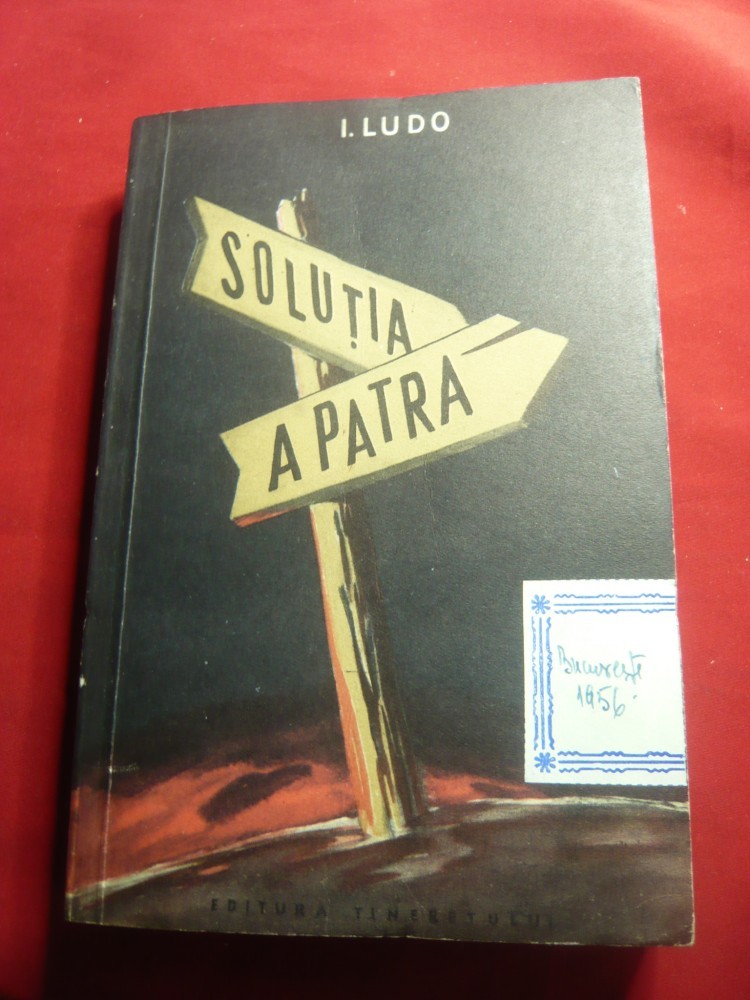 I. LUDO
SOLUȚIA
A PATRA
București
1956
EDITURA TINERETULUI